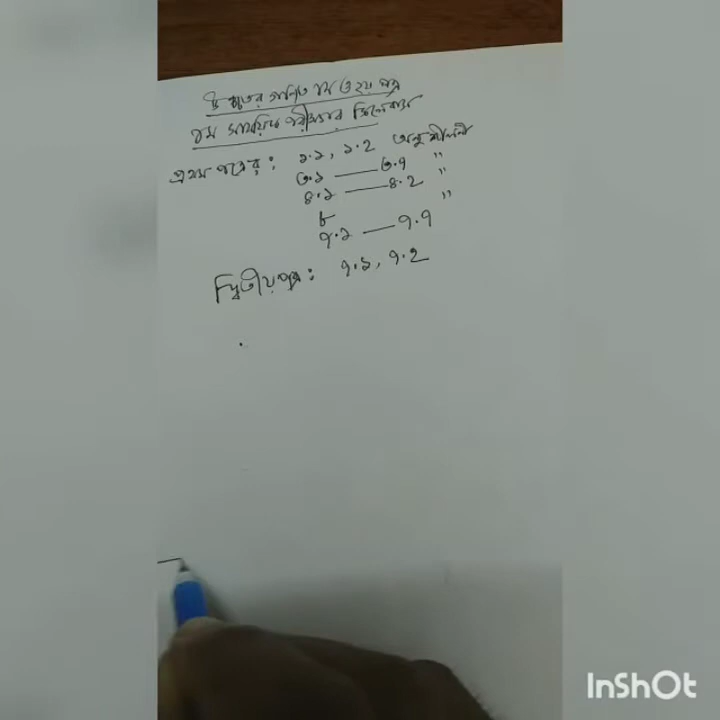 উচ্চতর গণিত ১ম ও ২য় পত্র
১ম সাময়িক পরীক্ষার সিলেবাস
প্রথম পত্রের : ১.১, ১.২ অনুশীলনী
৩.১ — ৩.৭ "
৪.১ — ৪.২ "
৮ "
৭.১ — ৭.৭
দ্বিতীয়পত্র : ৭.১, ৭.২
InShOt